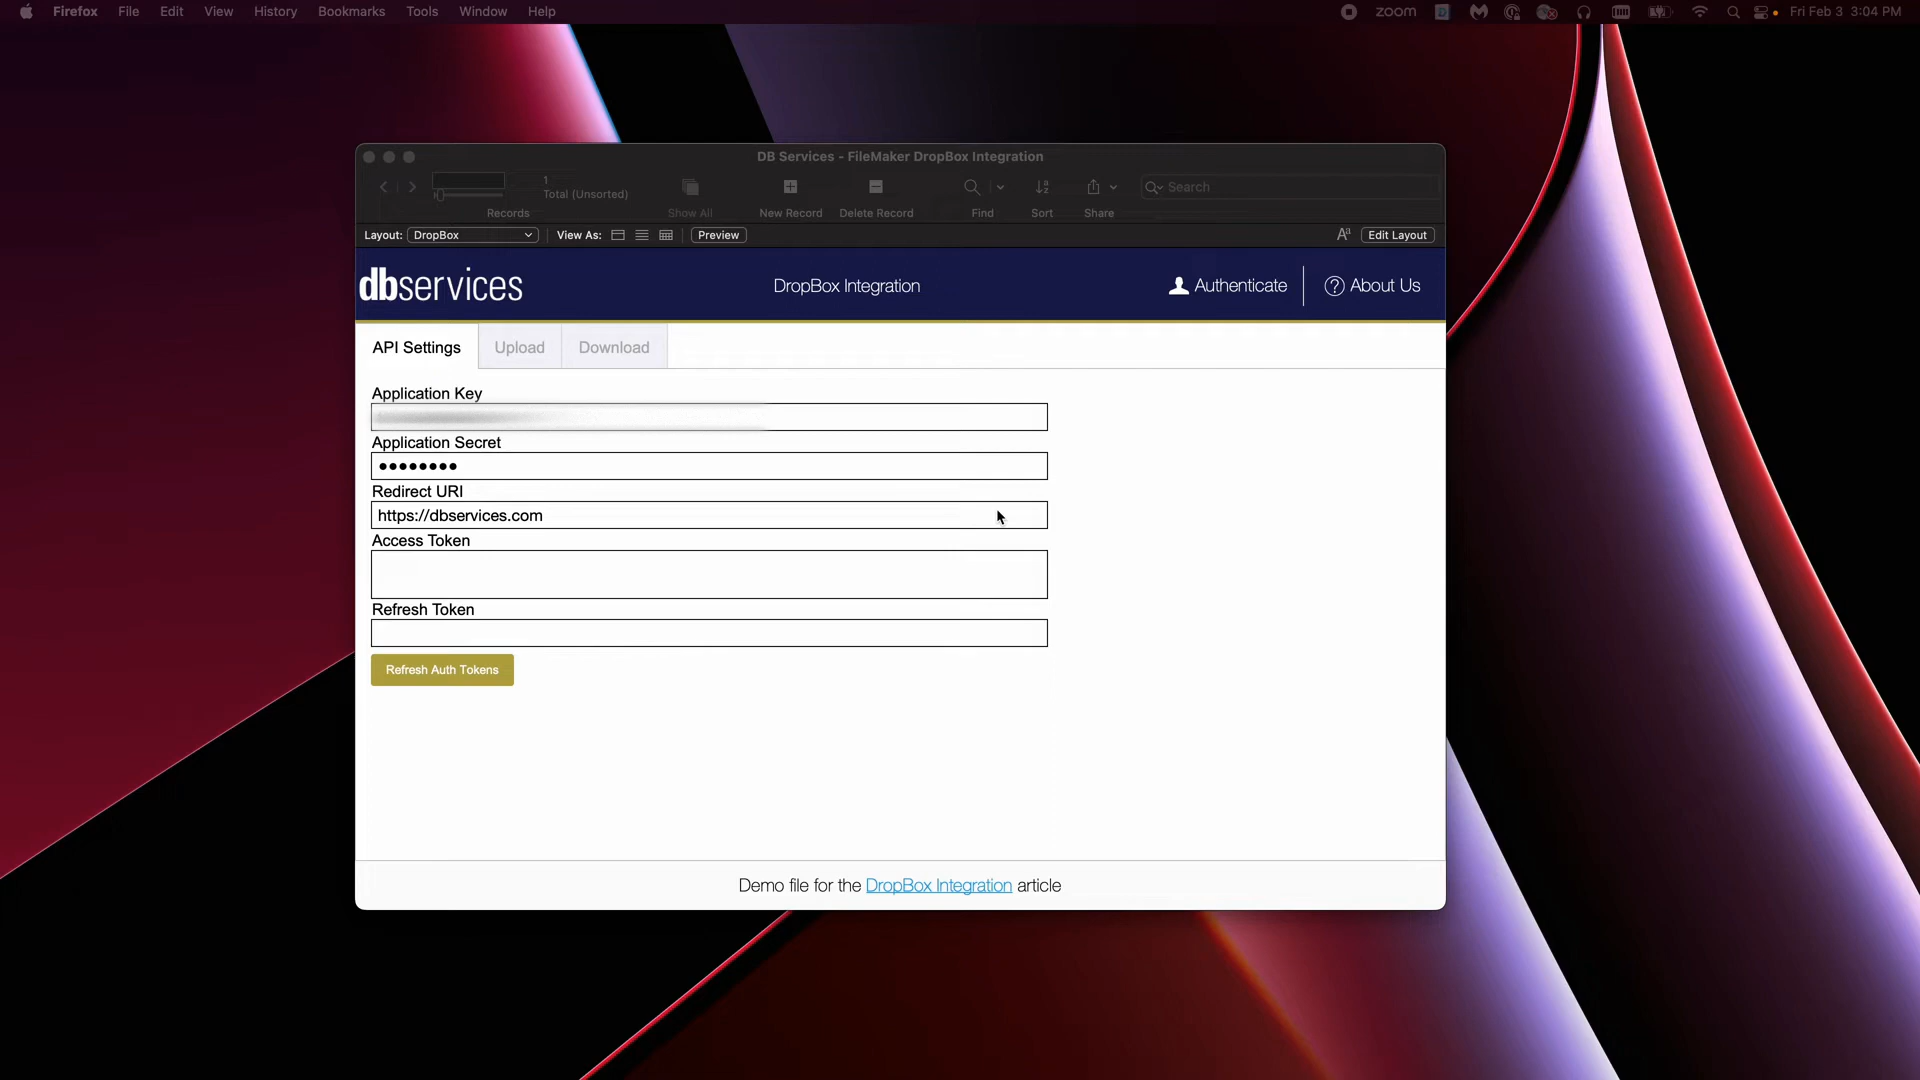 Firefox File Edit View History Bookmarks Tools Window Help zoom Fri Feb 3 3:04 PM
DB Services - FileMaker DropBox Integration
1
Total (Unsorted)
Search
Records Show All New Record Delete Record Find Sort Share
Layout: DropBox View As: Preview Aa Edit Layout
dbservices DropBox Integration Authenticate ? About Us
API Settings Upload Download
Application Key
Application Secret
••••••••
Redirect URI
https://dbservices.com
Access Token
Refresh Token
Refresh Auth Tokens
Demo file for the DropBox Integration article